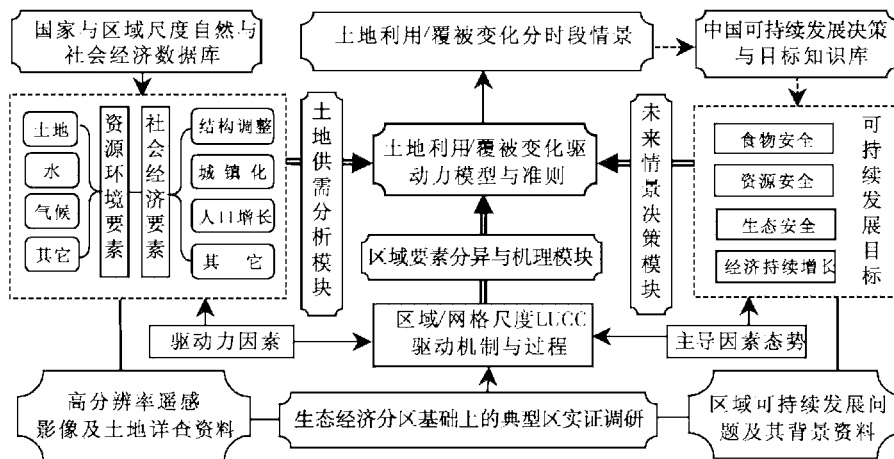 国家与区域尺度自然与
社会经济数据库
土地利用/覆被变化分时段情景
中国可持续发展决策
与目标知识库
土地
水
气候
其它
资源环境要素
社会经济要素
结构调整
城镇化
人口增长
其它
土地供需分析模块
土地利用/覆被变化驱
动力模型与准则
未来情景决策模块
食物安全
资源安全
生态安全
经济持续增长
可持续发展目标
区域要素分异与机理模块
驱动力因素
区域/网格尺度LUCC
驱动机制与过程
主导因素态势
高分辨率遥感
影像及土地详查资料
生态经济分区基础上的典型区实证调研
区域可持续发展问
题及其背景资料